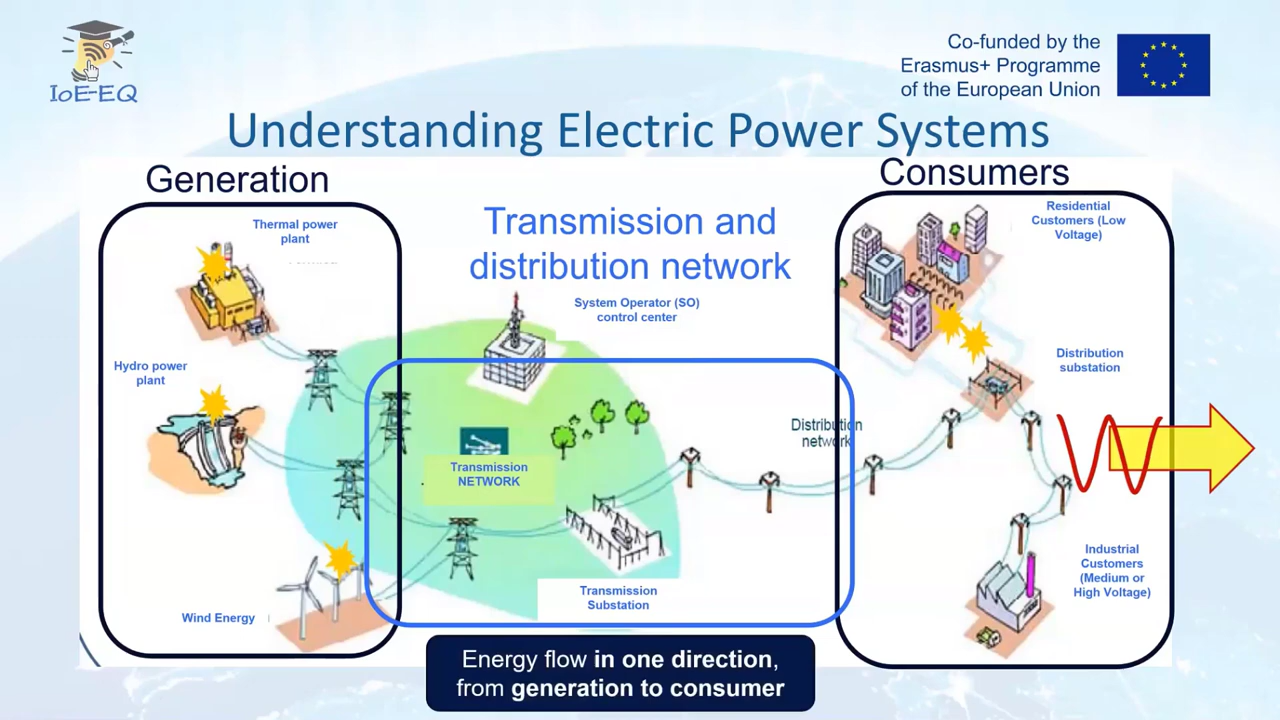 IoE-EQ
Co-funded by the
Erasmus+ Programme
of the European Union
Understanding Electric Power Systems
Generation
Consumers
Thermal power
plant
Transmission and
distribution network
Residential
Customers (Low
Voltage)
System Operator (SO)
control center
Hydro power
plant
Distribution
substation
Distribution
network
Transmission
NETWORK
Industrial
Customers
(Medium or
High Voltage)
Transmission
Substation
Wind Energy
Energy flow in one direction,
from generation to consumer